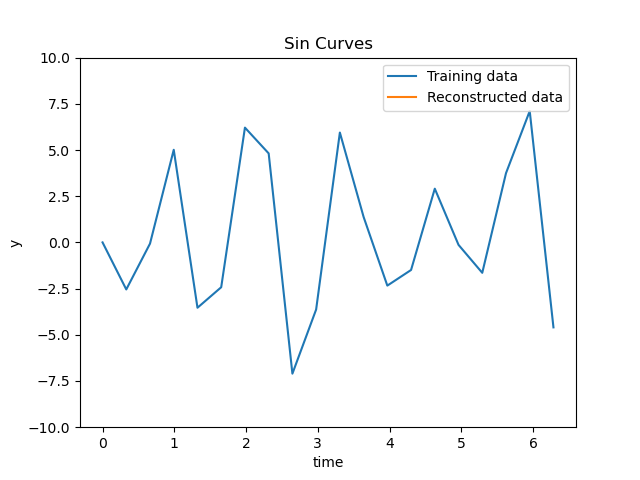 Sin Curves
Training data
Reconstructed data
10.0
7.5
5.0
2.5
0.0
−2.5
−5.0
−7.5
−10.0
y
0 1 2 3 4 5 6
time